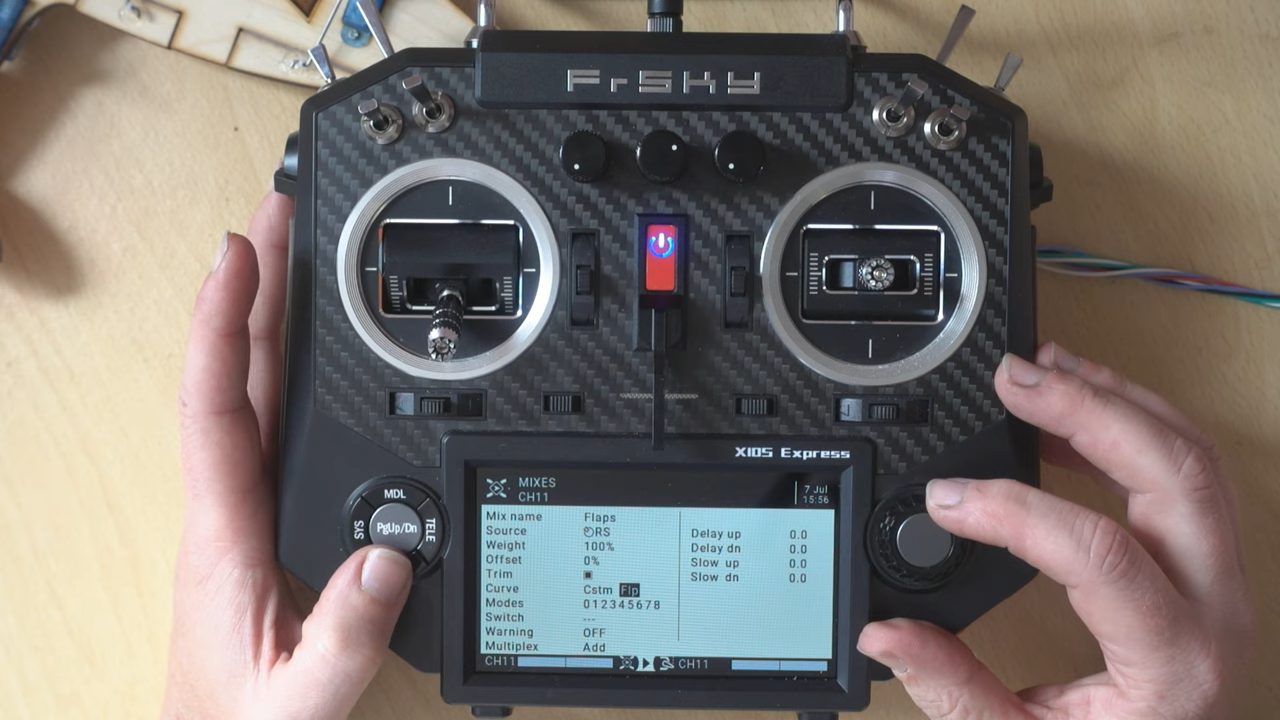 FrSKY
X10S Express
MDL
SYS
PgUp/Dn
TELE
MIXES
CH11
7 Jul
15:56
Mix name Flaps
Source RS
Weight 100%
Offset 0%
Trim
Curve Cstm Flp
Modes 012345678
Switch ---
Warning OFF
Multiplex Add
Delay up 0.0
Delay dn 0.0
Slow up 0.0
Slow dn 0.0
CH11 CH11